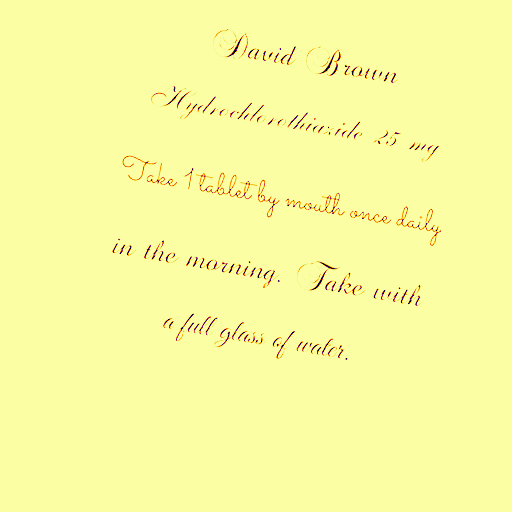 David Brown
Hydrochlorothiazide 25 mg
Take 1 tablet by mouth once daily
in the morning. Take with
a full glass of water.